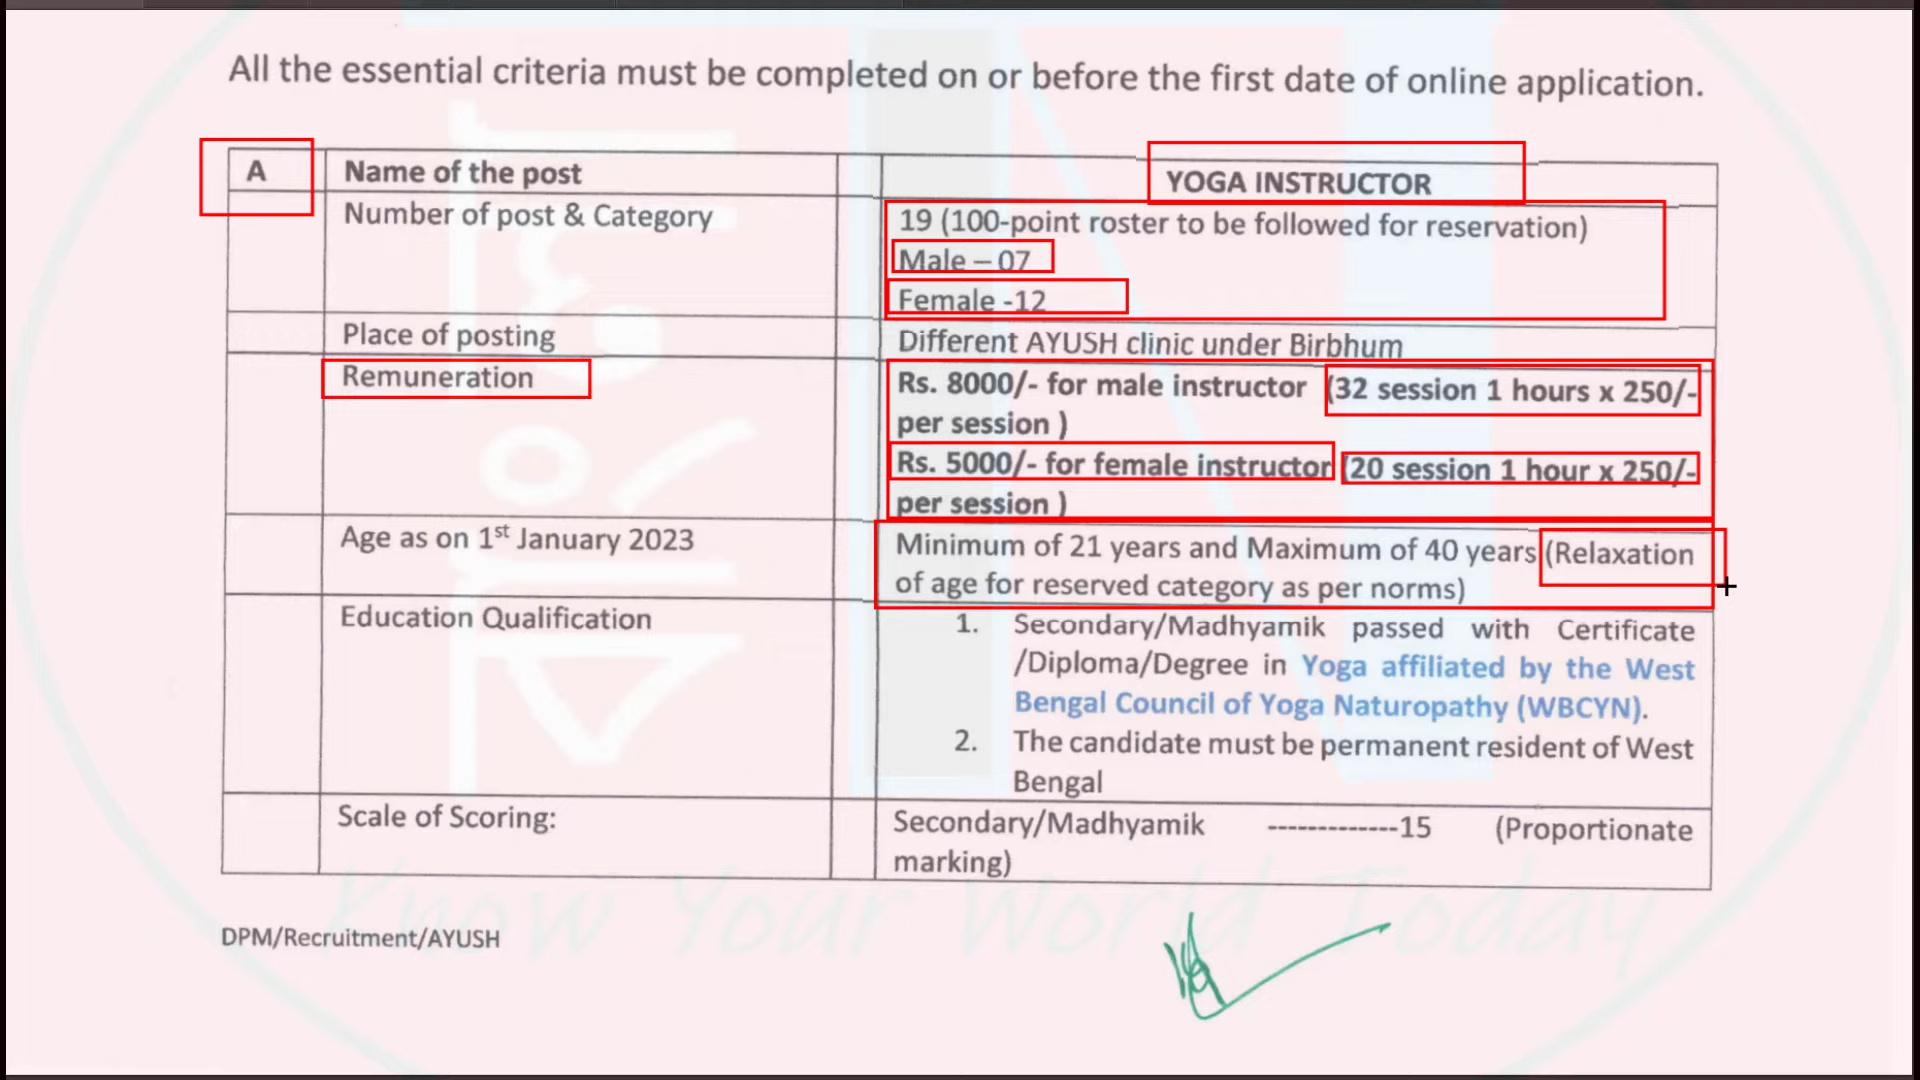 All the essential criteria must be completed on or before the first date of online application.
A
Name of the post
YOGA INSTRUCTOR
Number of post & Category
19 (100-point roster to be followed for reservation)
Male – 07
Female -12
Place of posting
Different AYUSH clinic under Birbhum
Remuneration
Rs. 8000/- for male instructor (32 session 1 hours x 250/-
per session )
Rs. 5000/- for female instructor (20 session 1 hour x 250/-
per session )
Age as on 1st January 2023
Minimum of 21 years and Maximum of 40 years (Relaxation
of age for reserved category as per norms)
Education Qualification
1. Secondary/Madhyamik passed with Certificate
/Diploma/Degree in Yoga affiliated by the West
Bengal Council of Yoga Naturopathy (WBCYN).
2. The candidate must be permanent resident of West
Bengal
Scale of Scoring:
Secondary/Madhyamik -------------15 (Proportionate
marking)
Know Your World Today
DPM/Recruitment/AYUSH